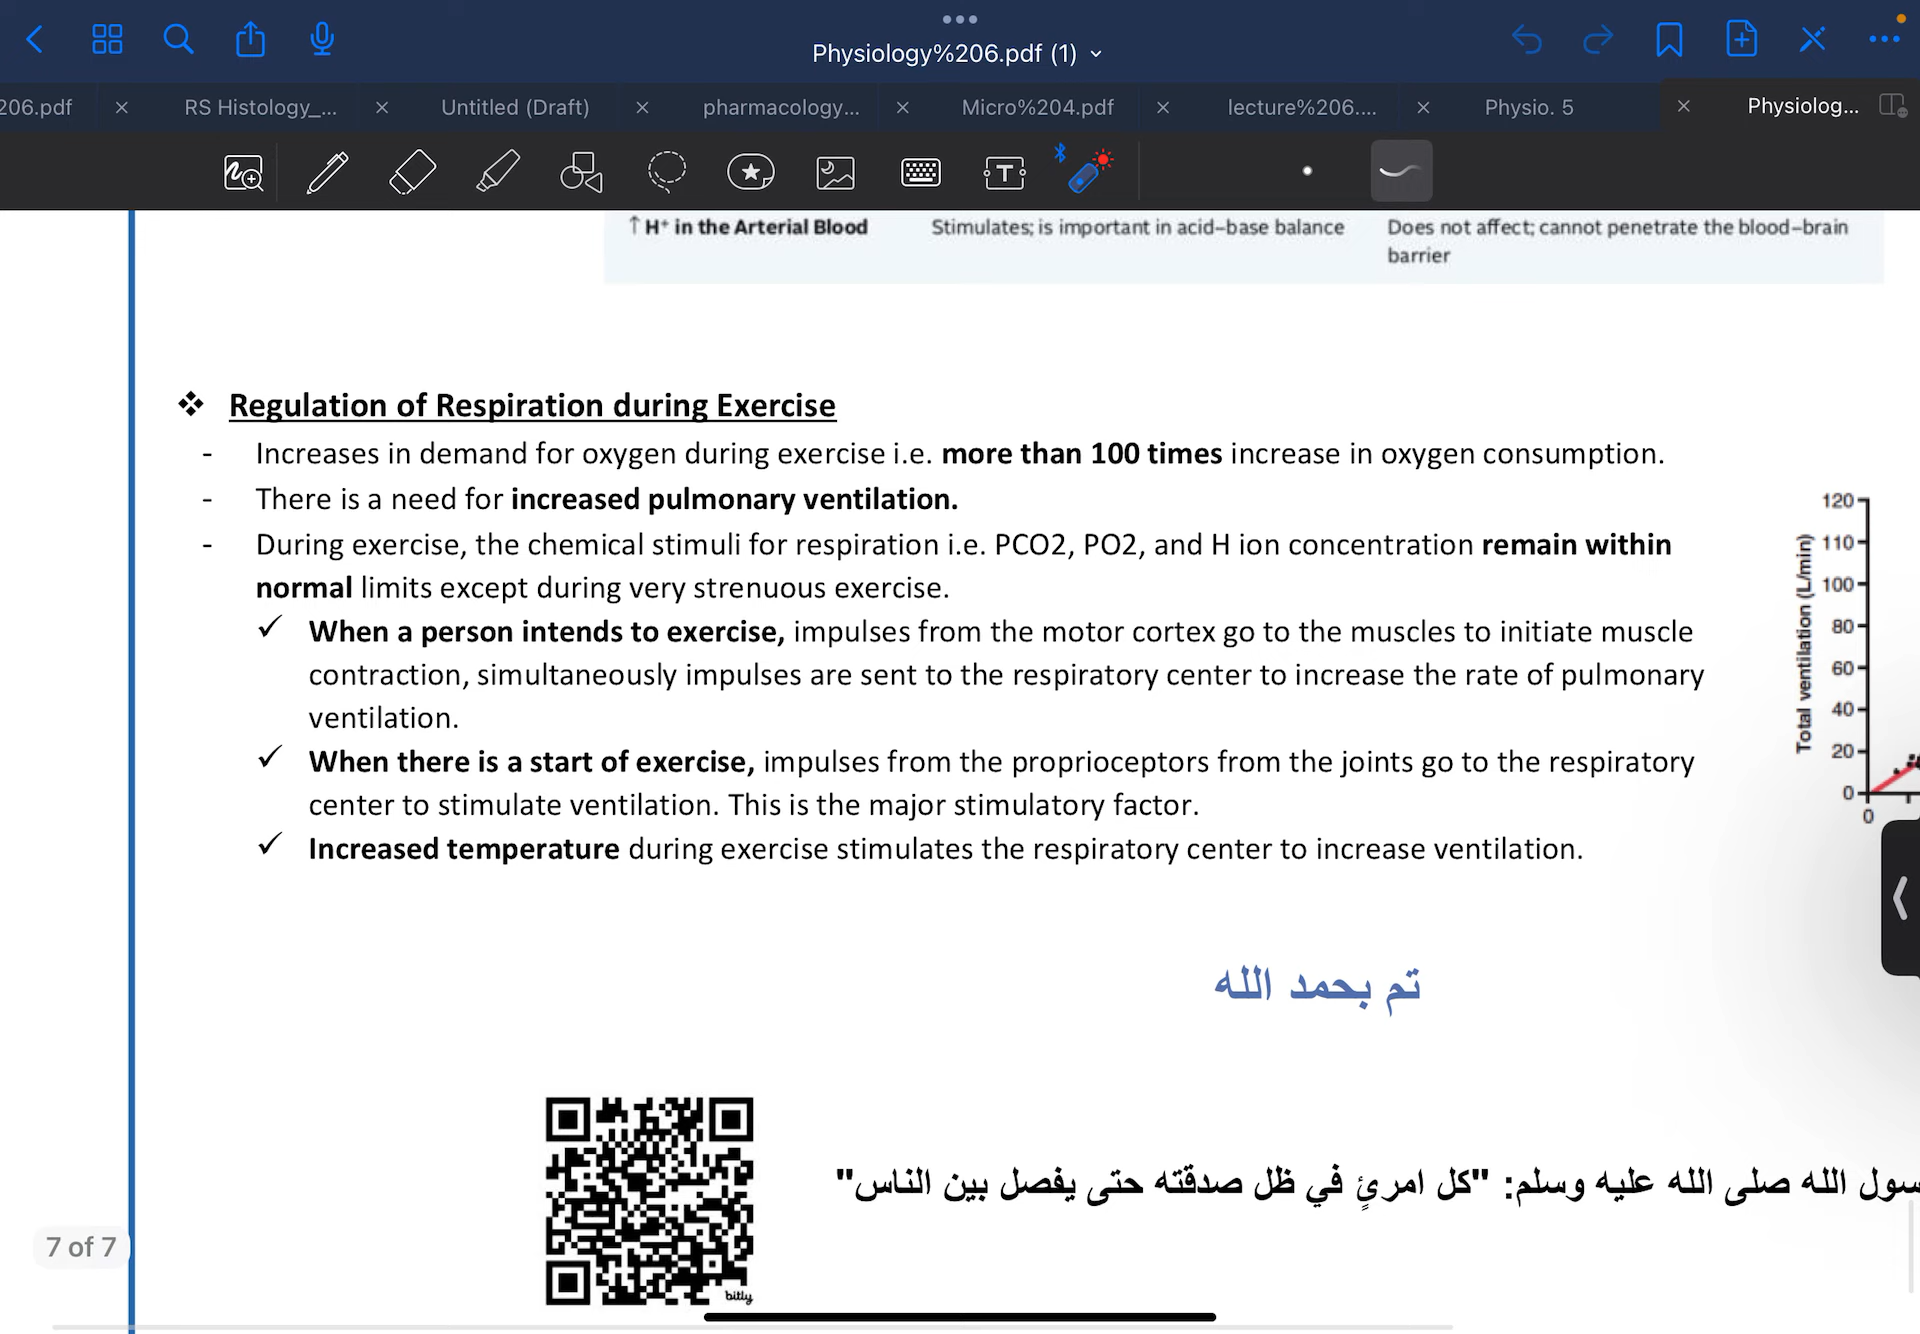 Physiology%206.pdf (1)
206.pdf
RS Histology_...
Untitled (Draft)
pharmacology...
Micro%204.pdf
lecture%206....
Physio. 5
Physiolog...
↑ H⁺ in the Arterial Blood
Stimulates; is important in acid–base balance
Does not affect; cannot penetrate the blood–brain
barrier
❖ Regulation of Respiration during Exercise
- Increases in demand for oxygen during exercise i.e. more than 100 times increase in oxygen consumption.
- There is a need for increased pulmonary ventilation.
- During exercise, the chemical stimuli for respiration i.e. PCO2, PO2, and H ion concentration remain within
normal limits except during very strenuous exercise.
✓ When a person intends to exercise, impulses from the motor cortex go to the muscles to initiate muscle
contraction, simultaneously impulses are sent to the respiratory center to increase the rate of pulmonary
ventilation.
✓ When there is a start of exercise, impulses from the proprioceptors from the joints go to the respiratory
center to stimulate ventilation. This is the major stimulatory factor.
✓ Increased temperature during exercise stimulates the respiratory center to increase ventilation.
Total ventilation (L/min)
120
110
100
80
60
40
20
0
0
تم بحمد الله
سول الله صلى الله عليه وسلم: "كل امرئٍ في ظل صدقته حتى يفصل بين الناس"
bitly
7 of 7